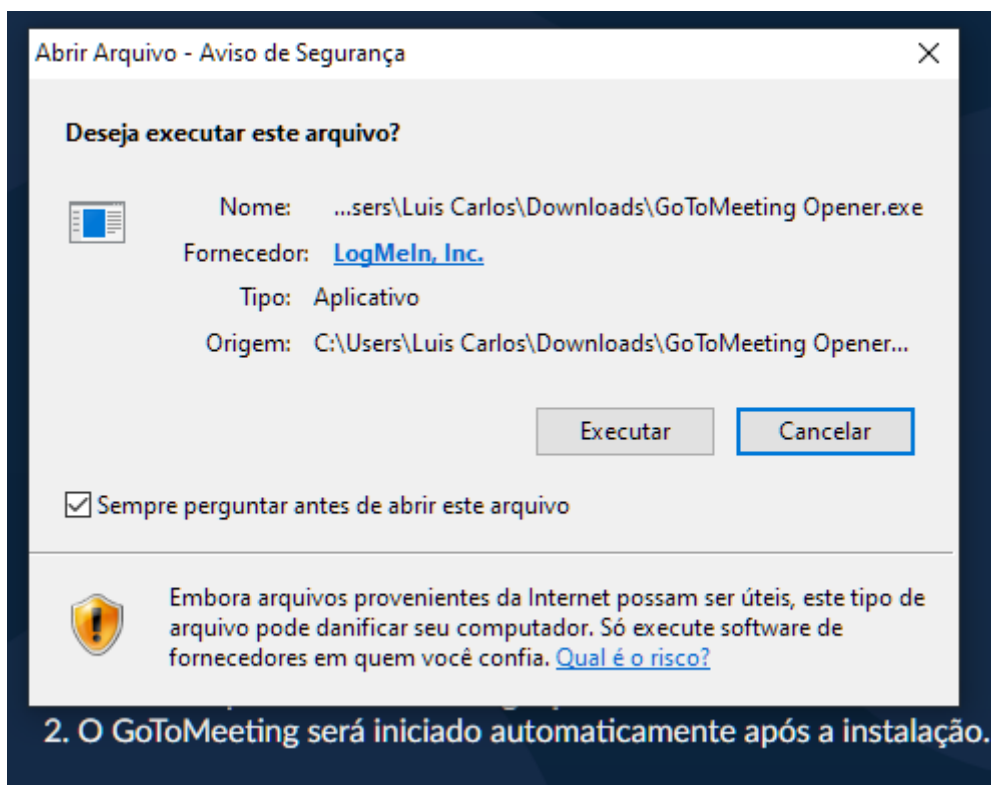 Abrir Arquivo - Aviso de Segurança
Deseja executar este arquivo?
Nome: ...sers\Luis Carlos\Downloads\GoToMeeting Opener.exe
Fornecedor: LogMeIn, Inc.
Tipo: Aplicativo
Origem: C:\Users\Luis Carlos\Downloads\GoToMeeting Opener...
Executar Cancelar
Sempre perguntar antes de abrir este arquivo
Embora arquivos provenientes da Internet possam ser úteis, este tipo de
arquivo pode danificar seu computador. Só execute software de
fornecedores em quem você confia. Qual é o risco?
2. O GoToMeeting será iniciado automaticamente após a instalação.